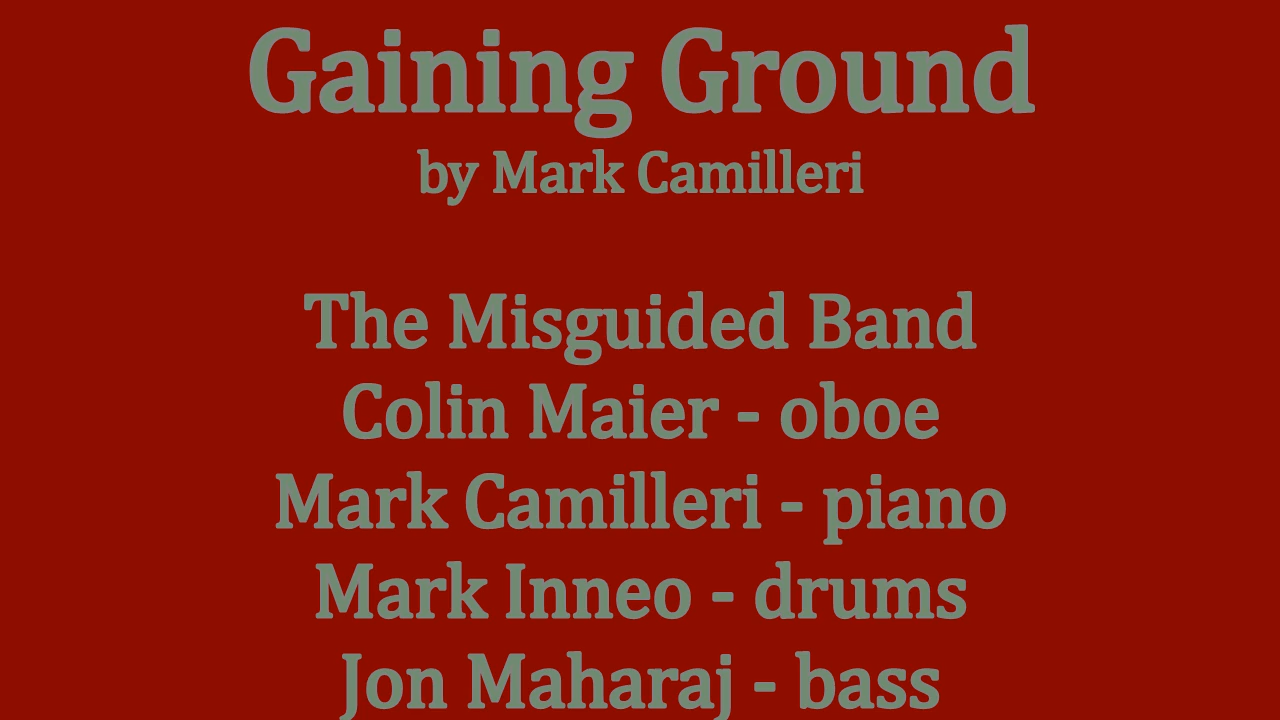 Gaining Ground
by Mark Camilleri
The Misguided Band
Colin Maier - oboe
Mark Camilleri - piano
Mark Inneo - drums
Jon Maharaj - bass